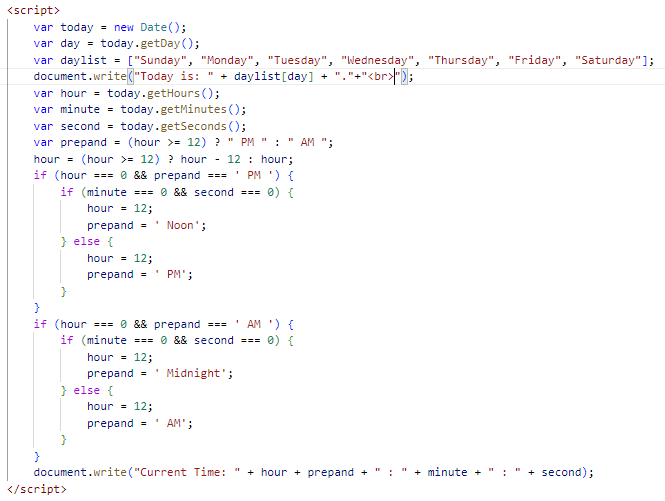 <script>
    var today = new Date();
    var day = today.getDay();
    var daylist = ["Sunday", "Monday", "Tuesday", "Wednesday", "Thursday", "Friday", "Saturday"];
    document.write("Today is: " + daylist[day] + "."+"<br>");
    var hour = today.getHours();
    var minute = today.getMinutes();
    var second = today.getSeconds();
    var prepand = (hour >= 12) ? " PM " : " AM ";
    hour = (hour >= 12) ? hour - 12 : hour;
    if (hour === 0 && prepand === ' PM ') {
        if (minute === 0 && second === 0) {
            hour = 12;
            prepand = ' Noon';
        } else {
            hour = 12;
            prepand = ' PM';
        }
    }
    if (hour === 0 && prepand === ' AM ') {
        if (minute === 0 && second === 0) {
            hour = 12;
            prepand = ' Midnight';
        } else {
            hour = 12;
            prepand = ' AM';
        }
    }
    document.write("Current Time: " + hour + prepand + " : " + minute + " : " + second);
</script>